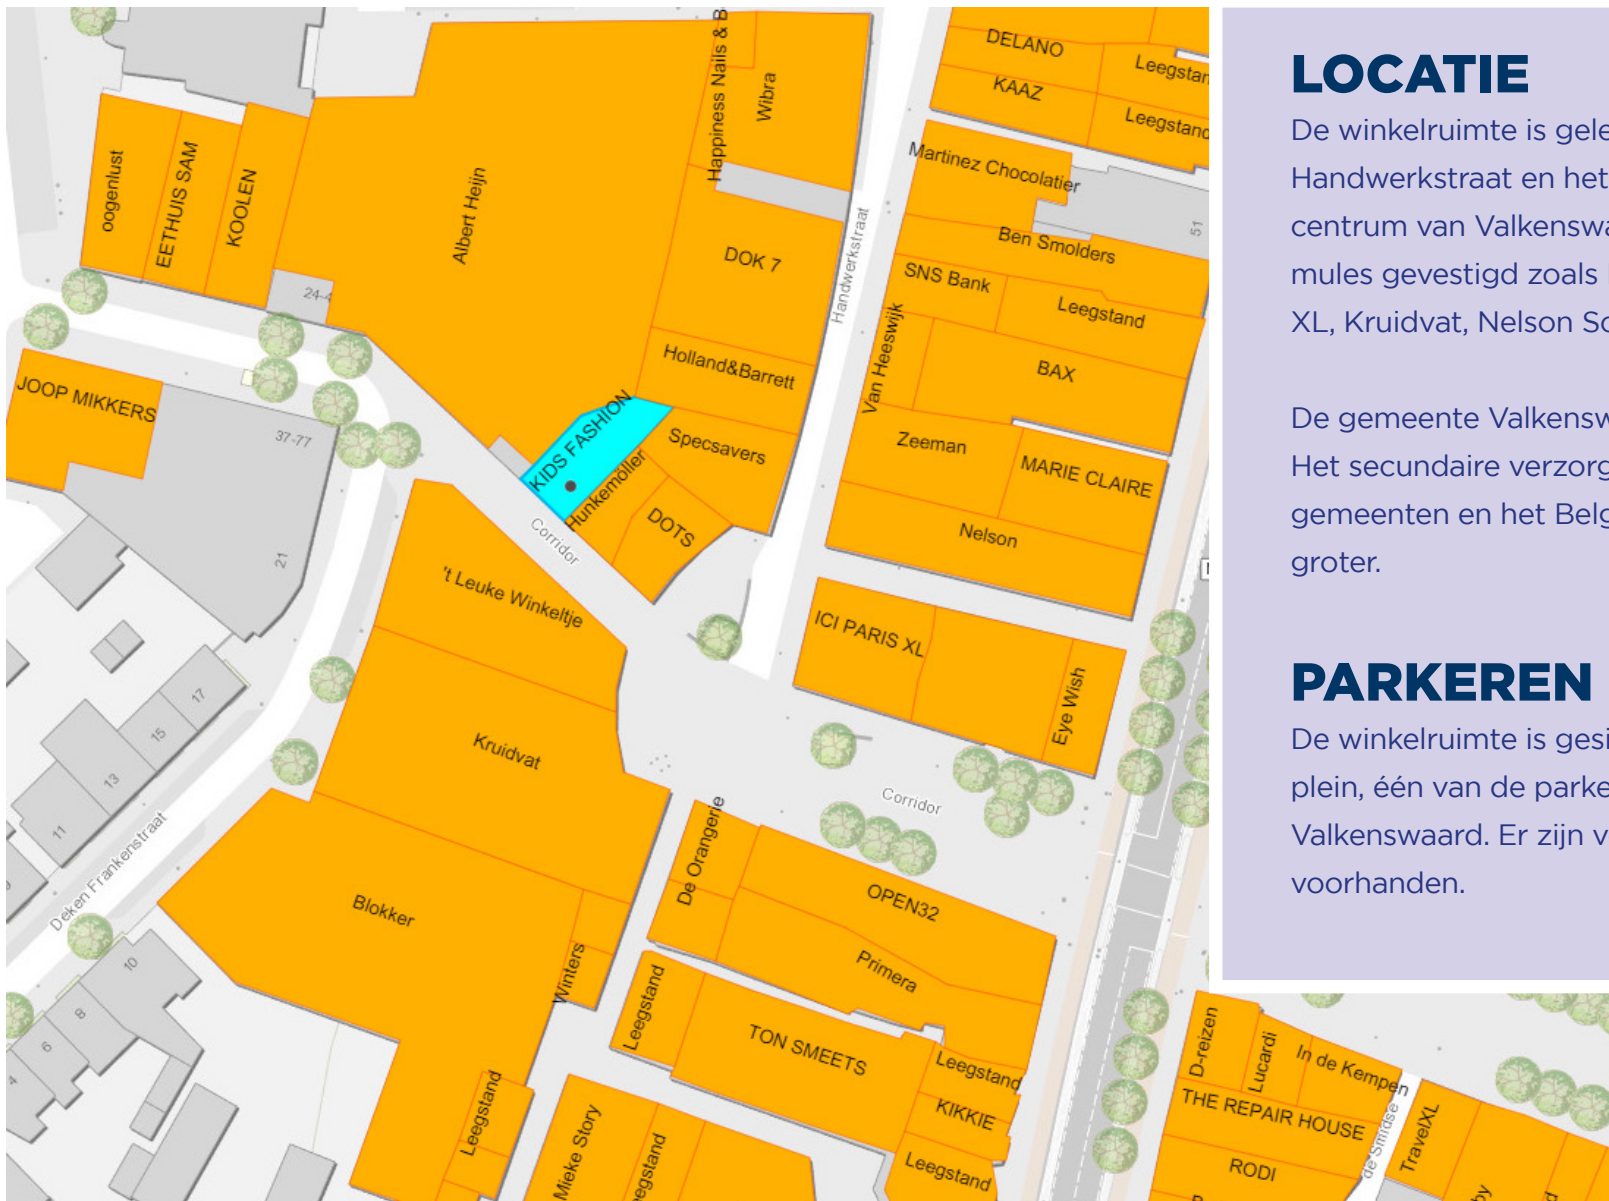 Happiness Nails & B
Wibra
DELANO
KAAZ
Martinez Chocolatier
51
oogenlust
EETHUIS SAM
KOOLEN
Albert Heijn
24-4
DOK 7
Handwerkstraat
Ben Smolders
SNS Bank
Leegstand
Van Heeswijk
BAX
Holland&Barrett
JOOP MIKKERS
37-77
KIDS FASHION
Specsavers
Hunkemöller
DOTS
Corridor
Zeeman
MARIE CLAIRE
Nelson
21
't Leuke Winkeltje
ICI PARIS XL
Eye Wish
17
15
13
11
Kruidvat
Corridor
Deken Frankenstraat
De Orangerie
OPEN32
Blokker
Primera
Winters
10
8
6
4
Leegstand
TON SMEETS
Leegstand
KIKKIE
Leegstand
Leegstand
Mieke Story
egstand
D-reizen
Lucardi
In de Kempen
THE REPAIR HOUSE
RODI
de Smidse
TravelXL
Leegstan
Leegstand
LOCATIE
De winkelruimte is gele
Handwerkstraat en het
centrum van Valkenswa
mules gevestigd zoals
XL, Kruidvat, Nelson Sc
De gemeente Valkensw
Het secundaire verzorg
gemeenten en het Belg
groter.
PARKEREN
De winkelruimte is gesi
plein, één van de parke
Valkenswaard. Er zijn v
voorhanden.